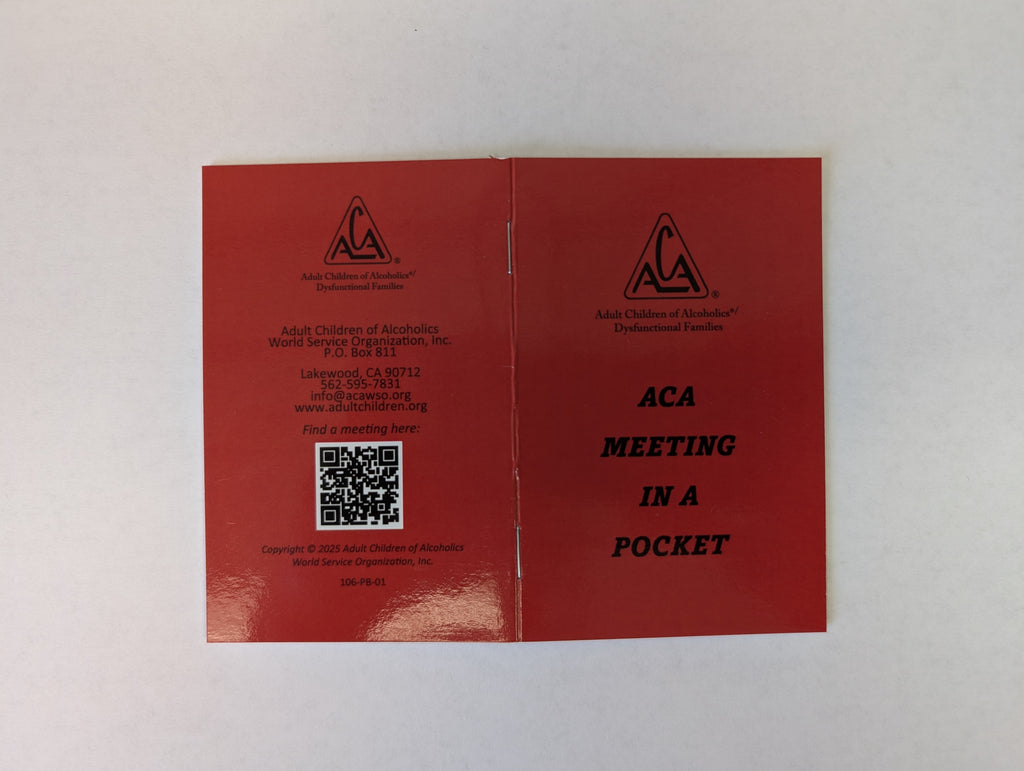 ACA
®
Adult Children of Alcoholics®/
Dysfunctional Families
Adult Children of Alcoholics
World Service Organization, Inc.
P.O. Box 811
Lakewood, CA 90712
562-595-7831
info@acawso.org
www.adultchildren.org
Find a meeting here:
Copyright © 2025 Adult Children of Alcoholics
World Service Organization, Inc.
106-PB-01
ACA
®
Adult Children of Alcoholics®/
Dysfunctional Families
ACA
MEETING
IN A
POCKET